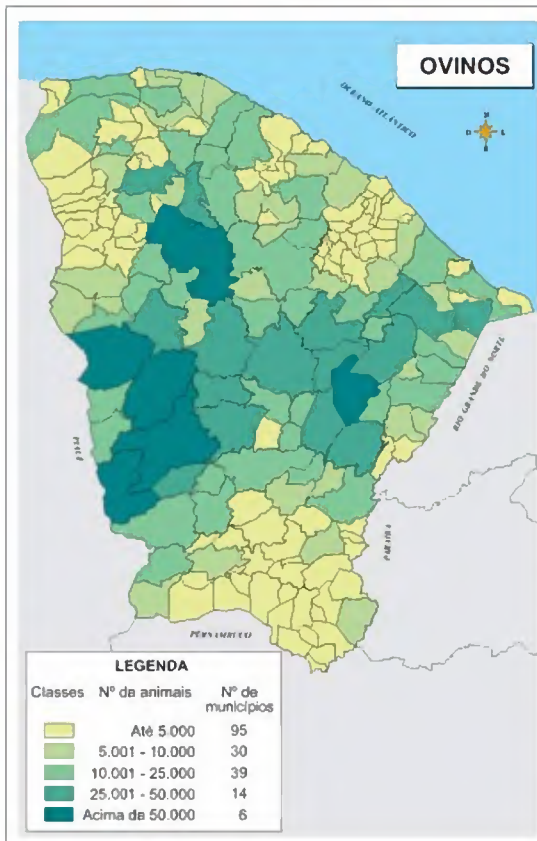 OVINOS
OCEANO ATLÂNTICO
N
O L
S
RIO GRANDE DO NORTE
PIAUÍ
PARAÍBA
PERNAMBUCO
LEGENDA
Classes Nº da animais Nº de municípios
Até 5.000 95
5.001 - 10.000 30
10.001 - 25.000 39
25.001 - 50.000 14
Acima da 50.000 6